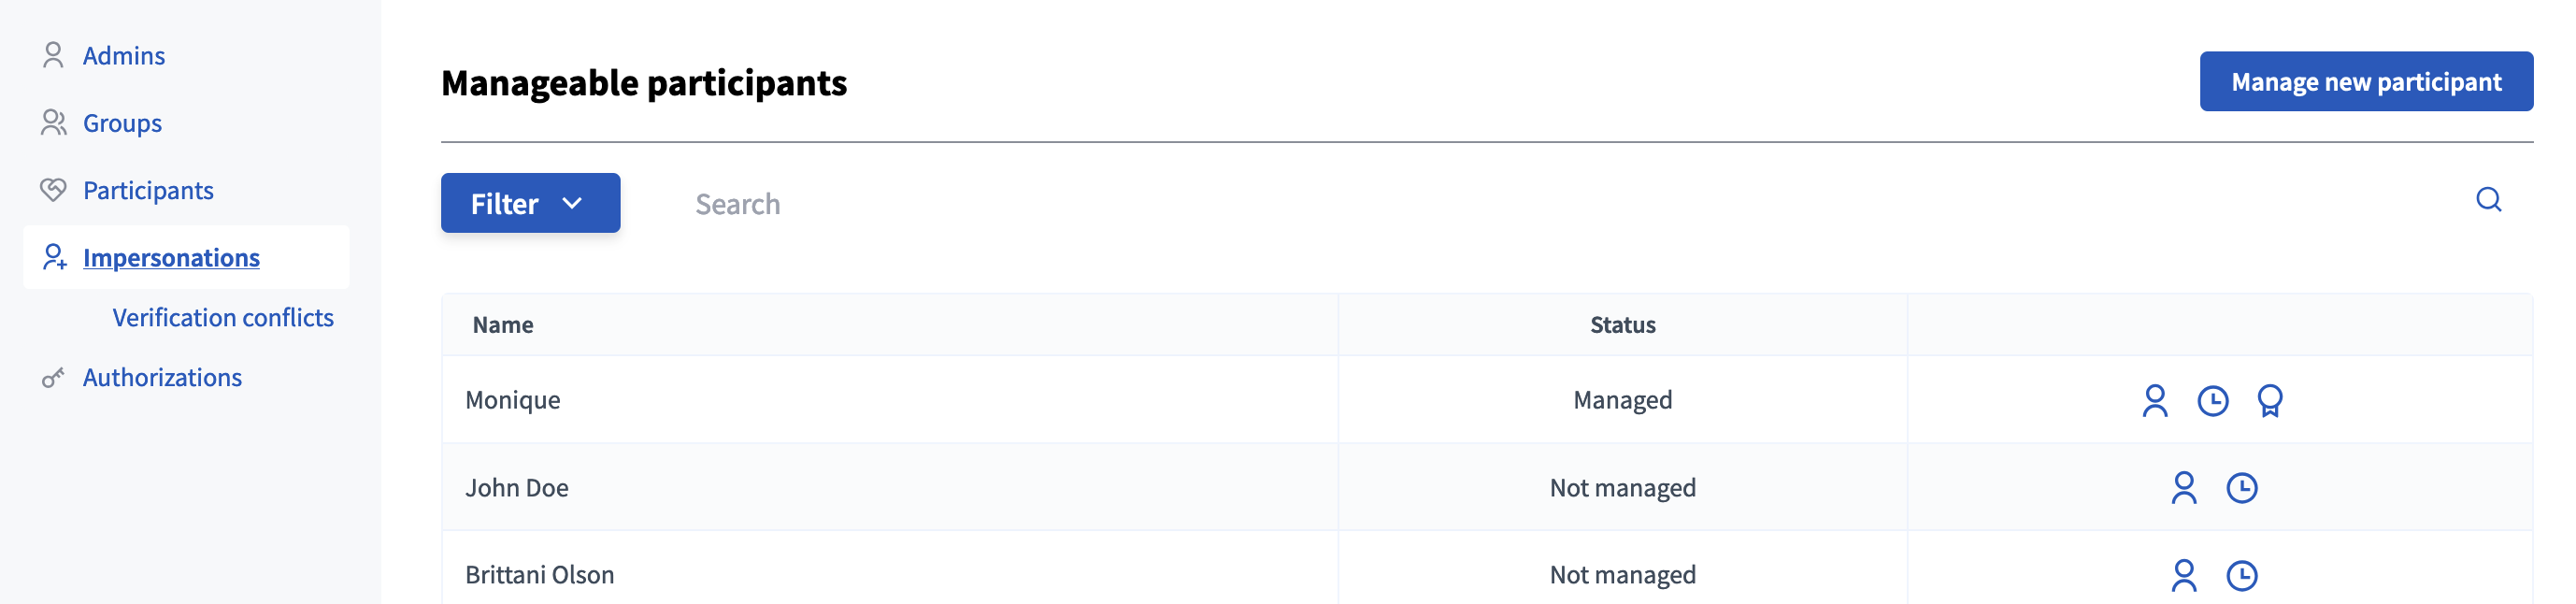 Admins
Groups
Participants
Impersonations
Verification conflicts
Authorizations
Manageable participants
Manage new participant
Filter
Search
Name Status
Monique Managed
John Doe Not managed
Brittani Olson Not managed